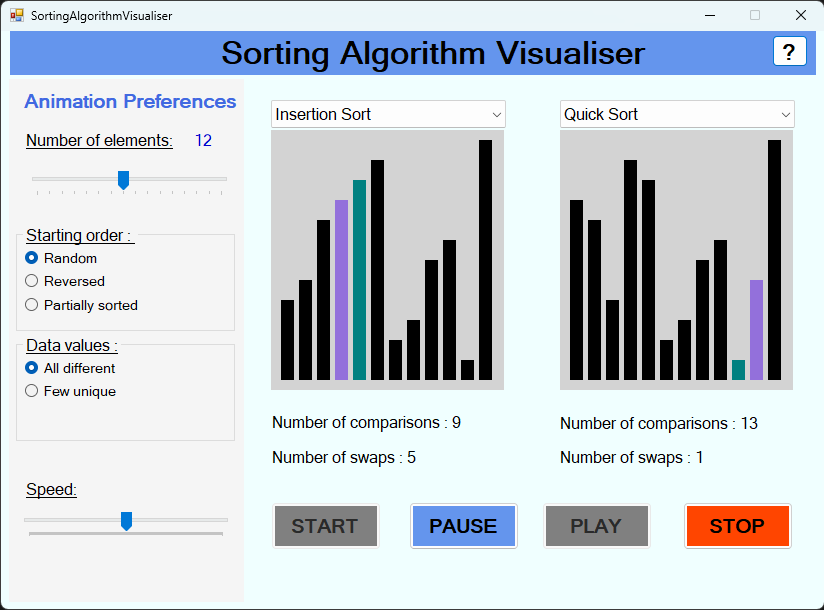 SortingAlgorithmVisualiser
Sorting Algorithm Visualiser
?
Animation Preferences
Number of elements: 12
Starting order :
Random
Reversed
Partially sorted
Data values :
All different
Few unique
Speed:
Insertion Sort
Quick Sort
Number of comparisons : 9
Number of swaps : 5
Number of comparisons : 13
Number of swaps : 1
START
PAUSE
PLAY
STOP